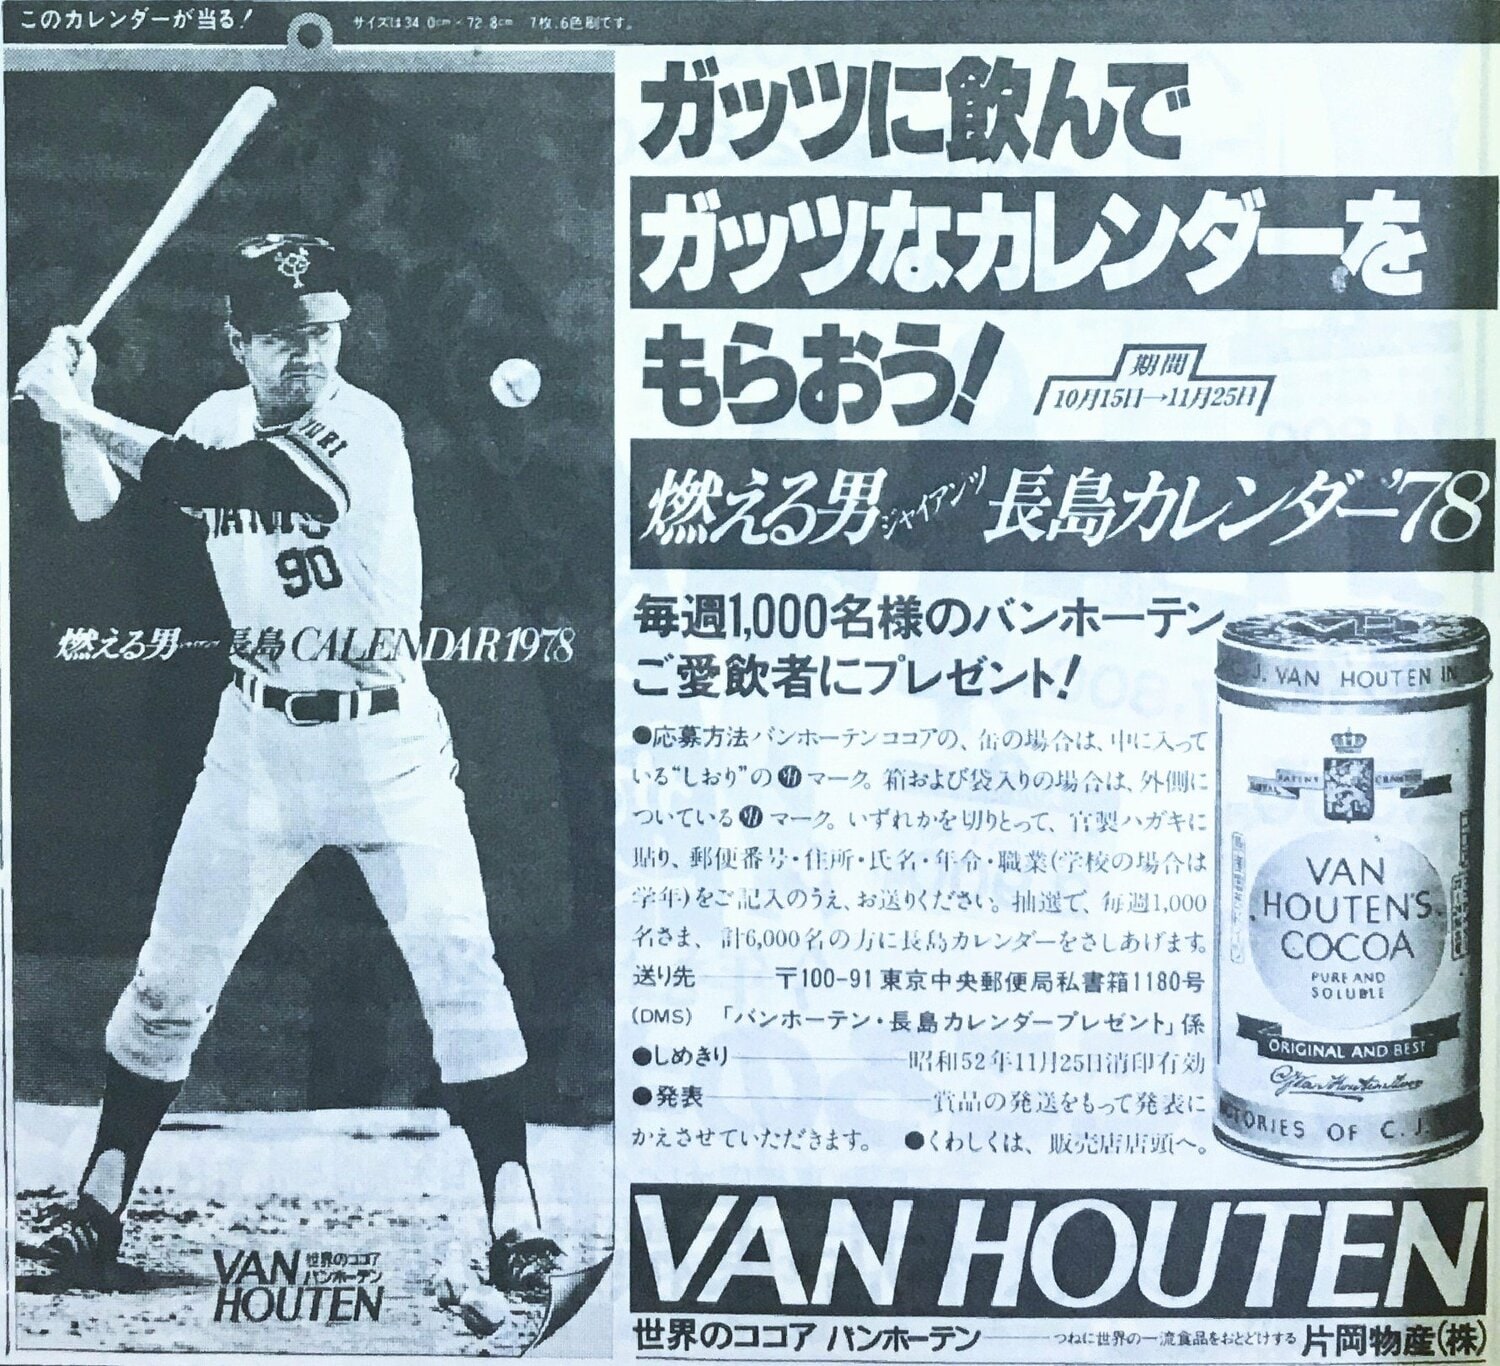 このカレンダーが当る!
サイズは34.0cm×72.8cm 7枚、6色刷です。
YOMIURI
GIANTS
90
燃える男ジャイアンツ長島 CALENDAR1978
VAN 世界のココア
バンホーテン
HOUTEN
ガッツに飲んで
ガッツなカレンダーを
もらおう!
期間
10月15日→11月25日
燃える男ジャイアンツ長島カレンダー'78
毎週1,000名様のバンホーテン
ご愛飲者にプレゼント!
●応募方法バンホーテンココアの、缶の場合は、中に入って
いる“しおり”の マーク。箱および袋入りの場合は、外側に
ついている マーク。いずれかを切りとって、官製ハガキに
貼り、郵便番号・住所・氏名・年令・職業(学校の場合は
学年)をご記入のうえ、お送りください。抽選で、毎週1,000
名さま、計6,000名の方に長島カレンダーをさしあげます。
送り先――〒100-91 東京中央郵便局私書箱1180号
(DMS) 「バンホーテン・長島カレンダープレゼント」係
●しめきり――昭和52年11月25日消印有効
●発表――賞品の発送をもって発表に
かえさせていただきます。 ●くわしくは、販売店店頭へ。
C.J. VAN HOUTEN
VAN
HOUTEN'S
COCOA
PURE AND
SOLUBLE
ORIGINAL AND BEST
CTORIES OF C.J.
VAN HOUTEN
世界のココア バンホーテン――つねに世界の一流食品をおとどけする 片岡物産(株)